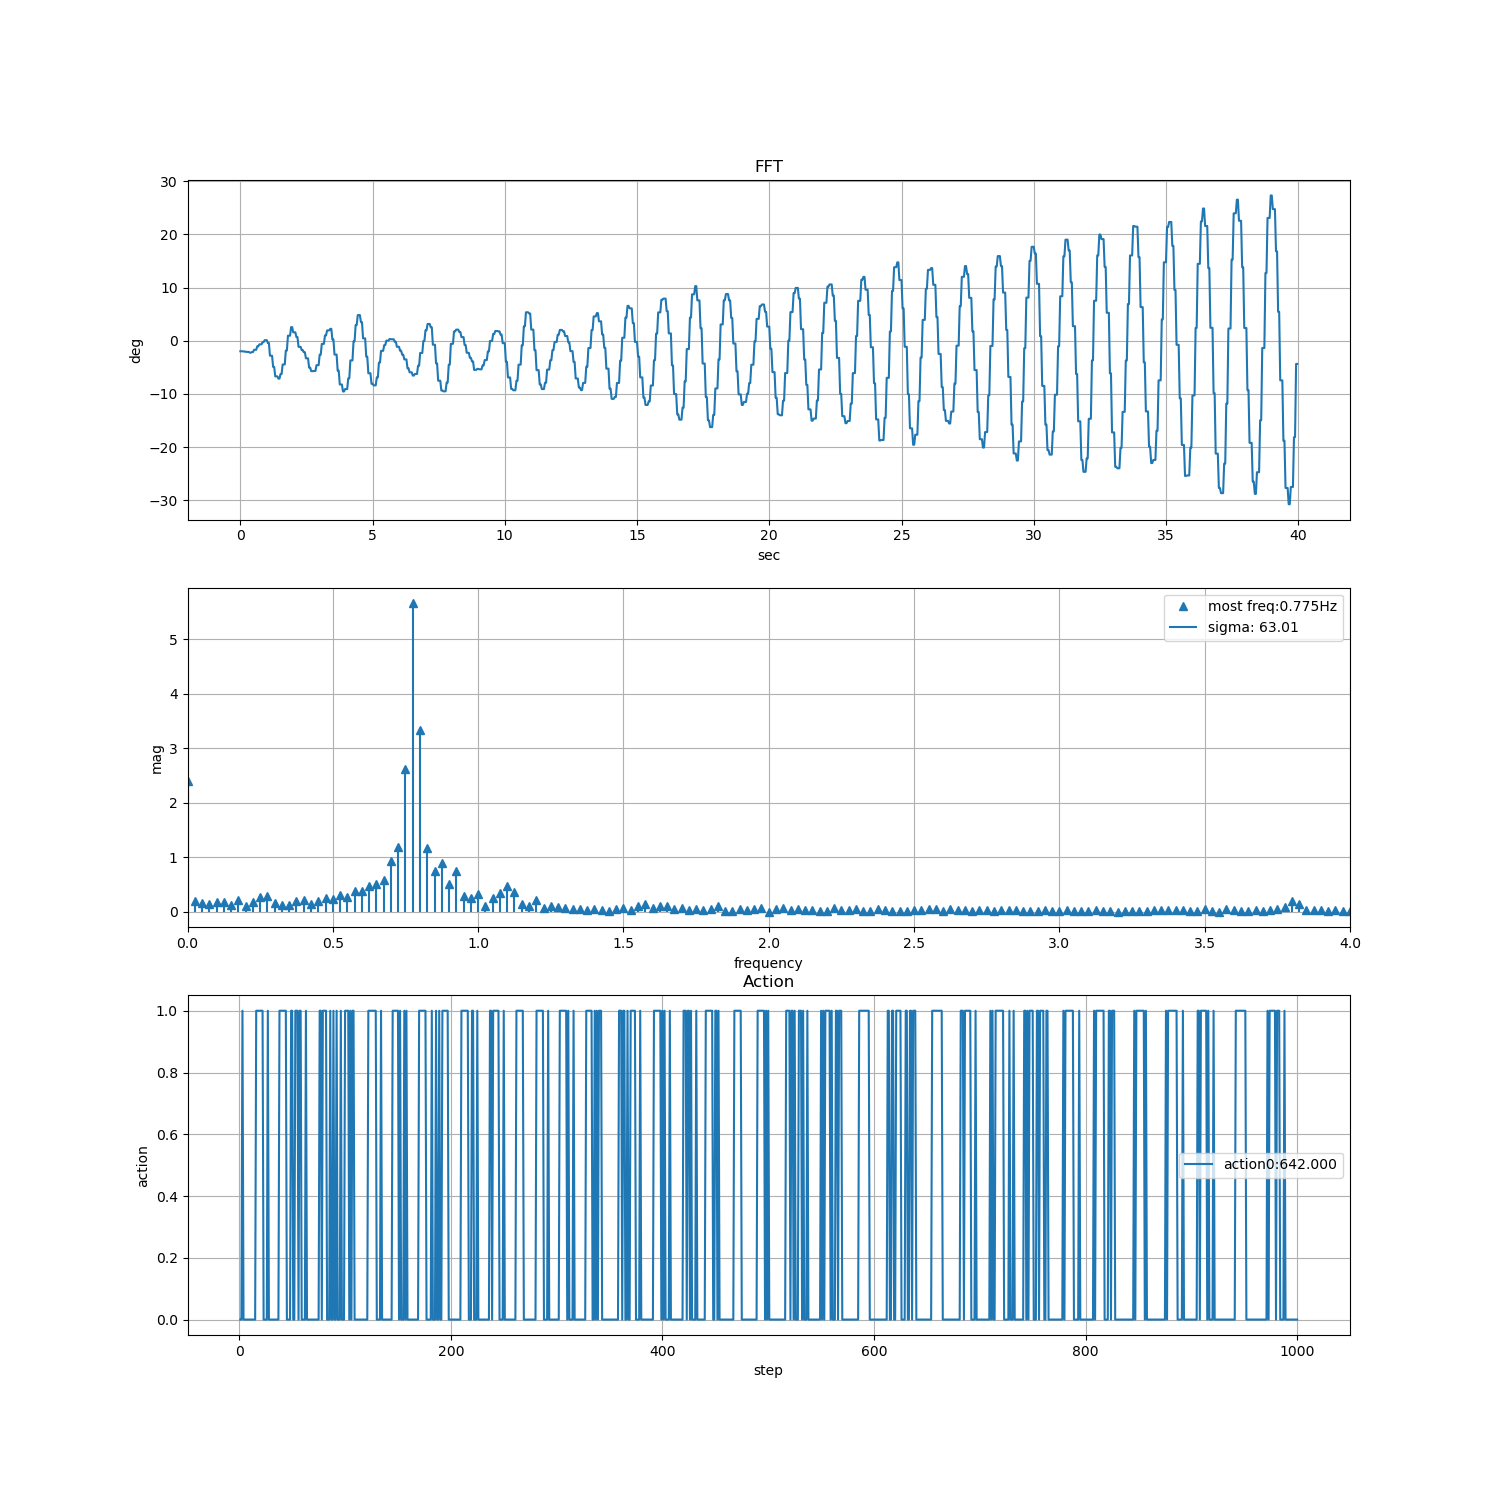 FFT
30
20
10
0
−10
−20
−30
deg
0 5 10 15 20 25 30 35 40
sec
most freq:0.775Hz
sigma: 63.01
5
4
3
2
1
0
mag
0.0 0.5 1.0 1.5 2.0 2.5 3.0 3.5 4.0
frequency
Action
1.0
0.8
0.6
0.4
0.2
0.0
action
action0:642.000
0 200 400 600 800 1000
step